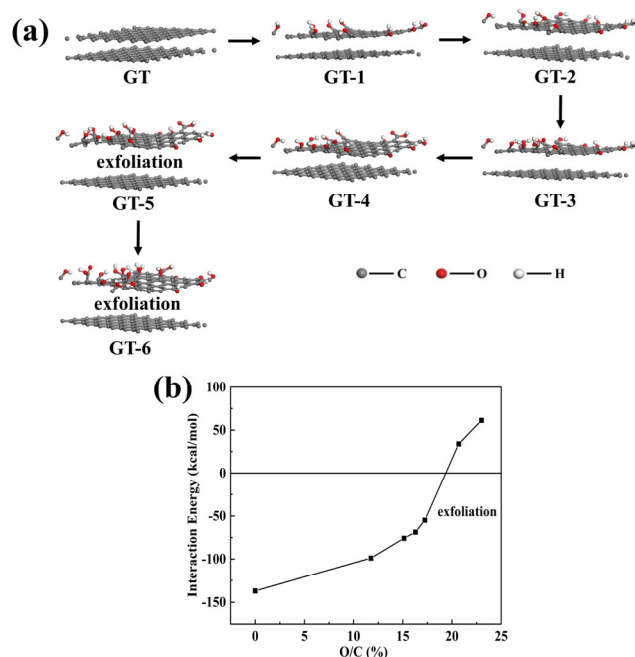 (a)
GT
GT-1
GT-2
exfoliation
GT-5
GT-4
GT-3
exfoliation
GT-6
C
O
H
(b)
Interaction Energy (kcal/mol)
100
50
0
-50
-100
-150
exfoliation
0
5
10
15
20
25
O/C (%)